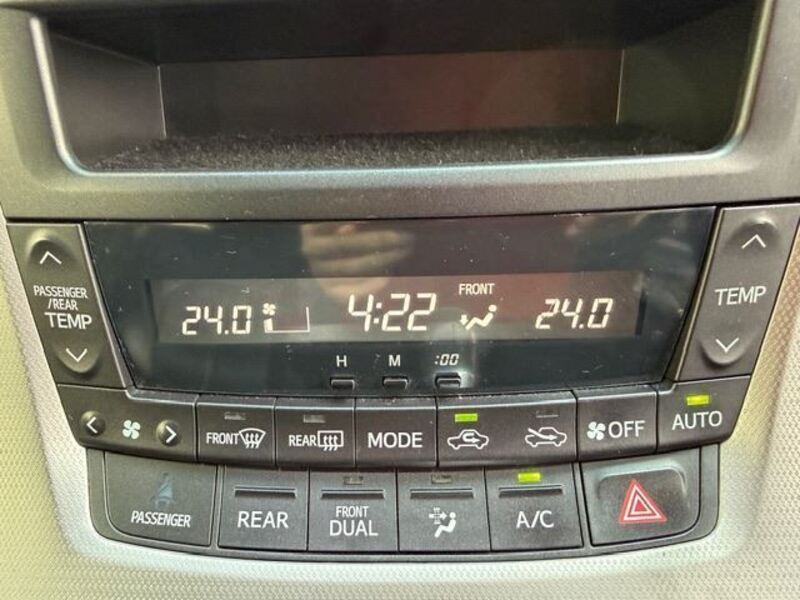 PASSENGER
/REAR
TEMP
24.0
4:22
FRONT
24.0
TEMP
H M :00
FRONT
REAR
MODE
OFF
AUTO
PASSENGER
REAR
FRONT
DUAL
A/C